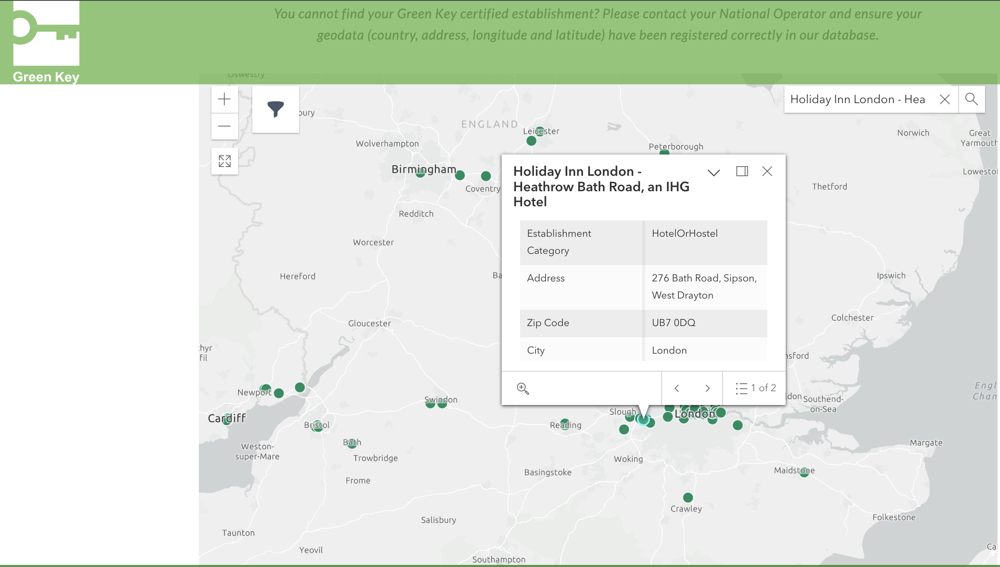 You cannot find your Green Key certified establishment? Please contact your National Operator and ensure your
geodata (country, address, longitude and latitude) have been registered correctly in our database.
Green Key
Oswestry
Holiday Inn London - Hea
bury
ENGLAND
Leicester
Norwich
Great
Yarmouth
Wolverhampton
Peterborough
Birmingham
Lowestof
Coventry
Thetford
Holiday Inn London -
Heathrow Bath Road, an IHG
Hotel
Redditch
Establishment
Category
HotelOrHostel
Worcester
Hereford
Ba
Address
276 Bath Road, Sipson,
West Drayton
Ipswich
Zip Code
UB7 0DQ
Gloucester
Colchester
City
London
thyr
fil
nsford
1 of 2
Newport
Engl
Chan
ldon
Southend-
on-Sea
Swindon
Slough
London
Cardiff
Bristol
Reading
Bath
Weston-
super-Mare
Margate
Trowbridge
Woking
Basingstoke
Maidstone
Frome
Crawley
Folkestone
Salisbury
Taunton
Yeovil
Cal
Southampton